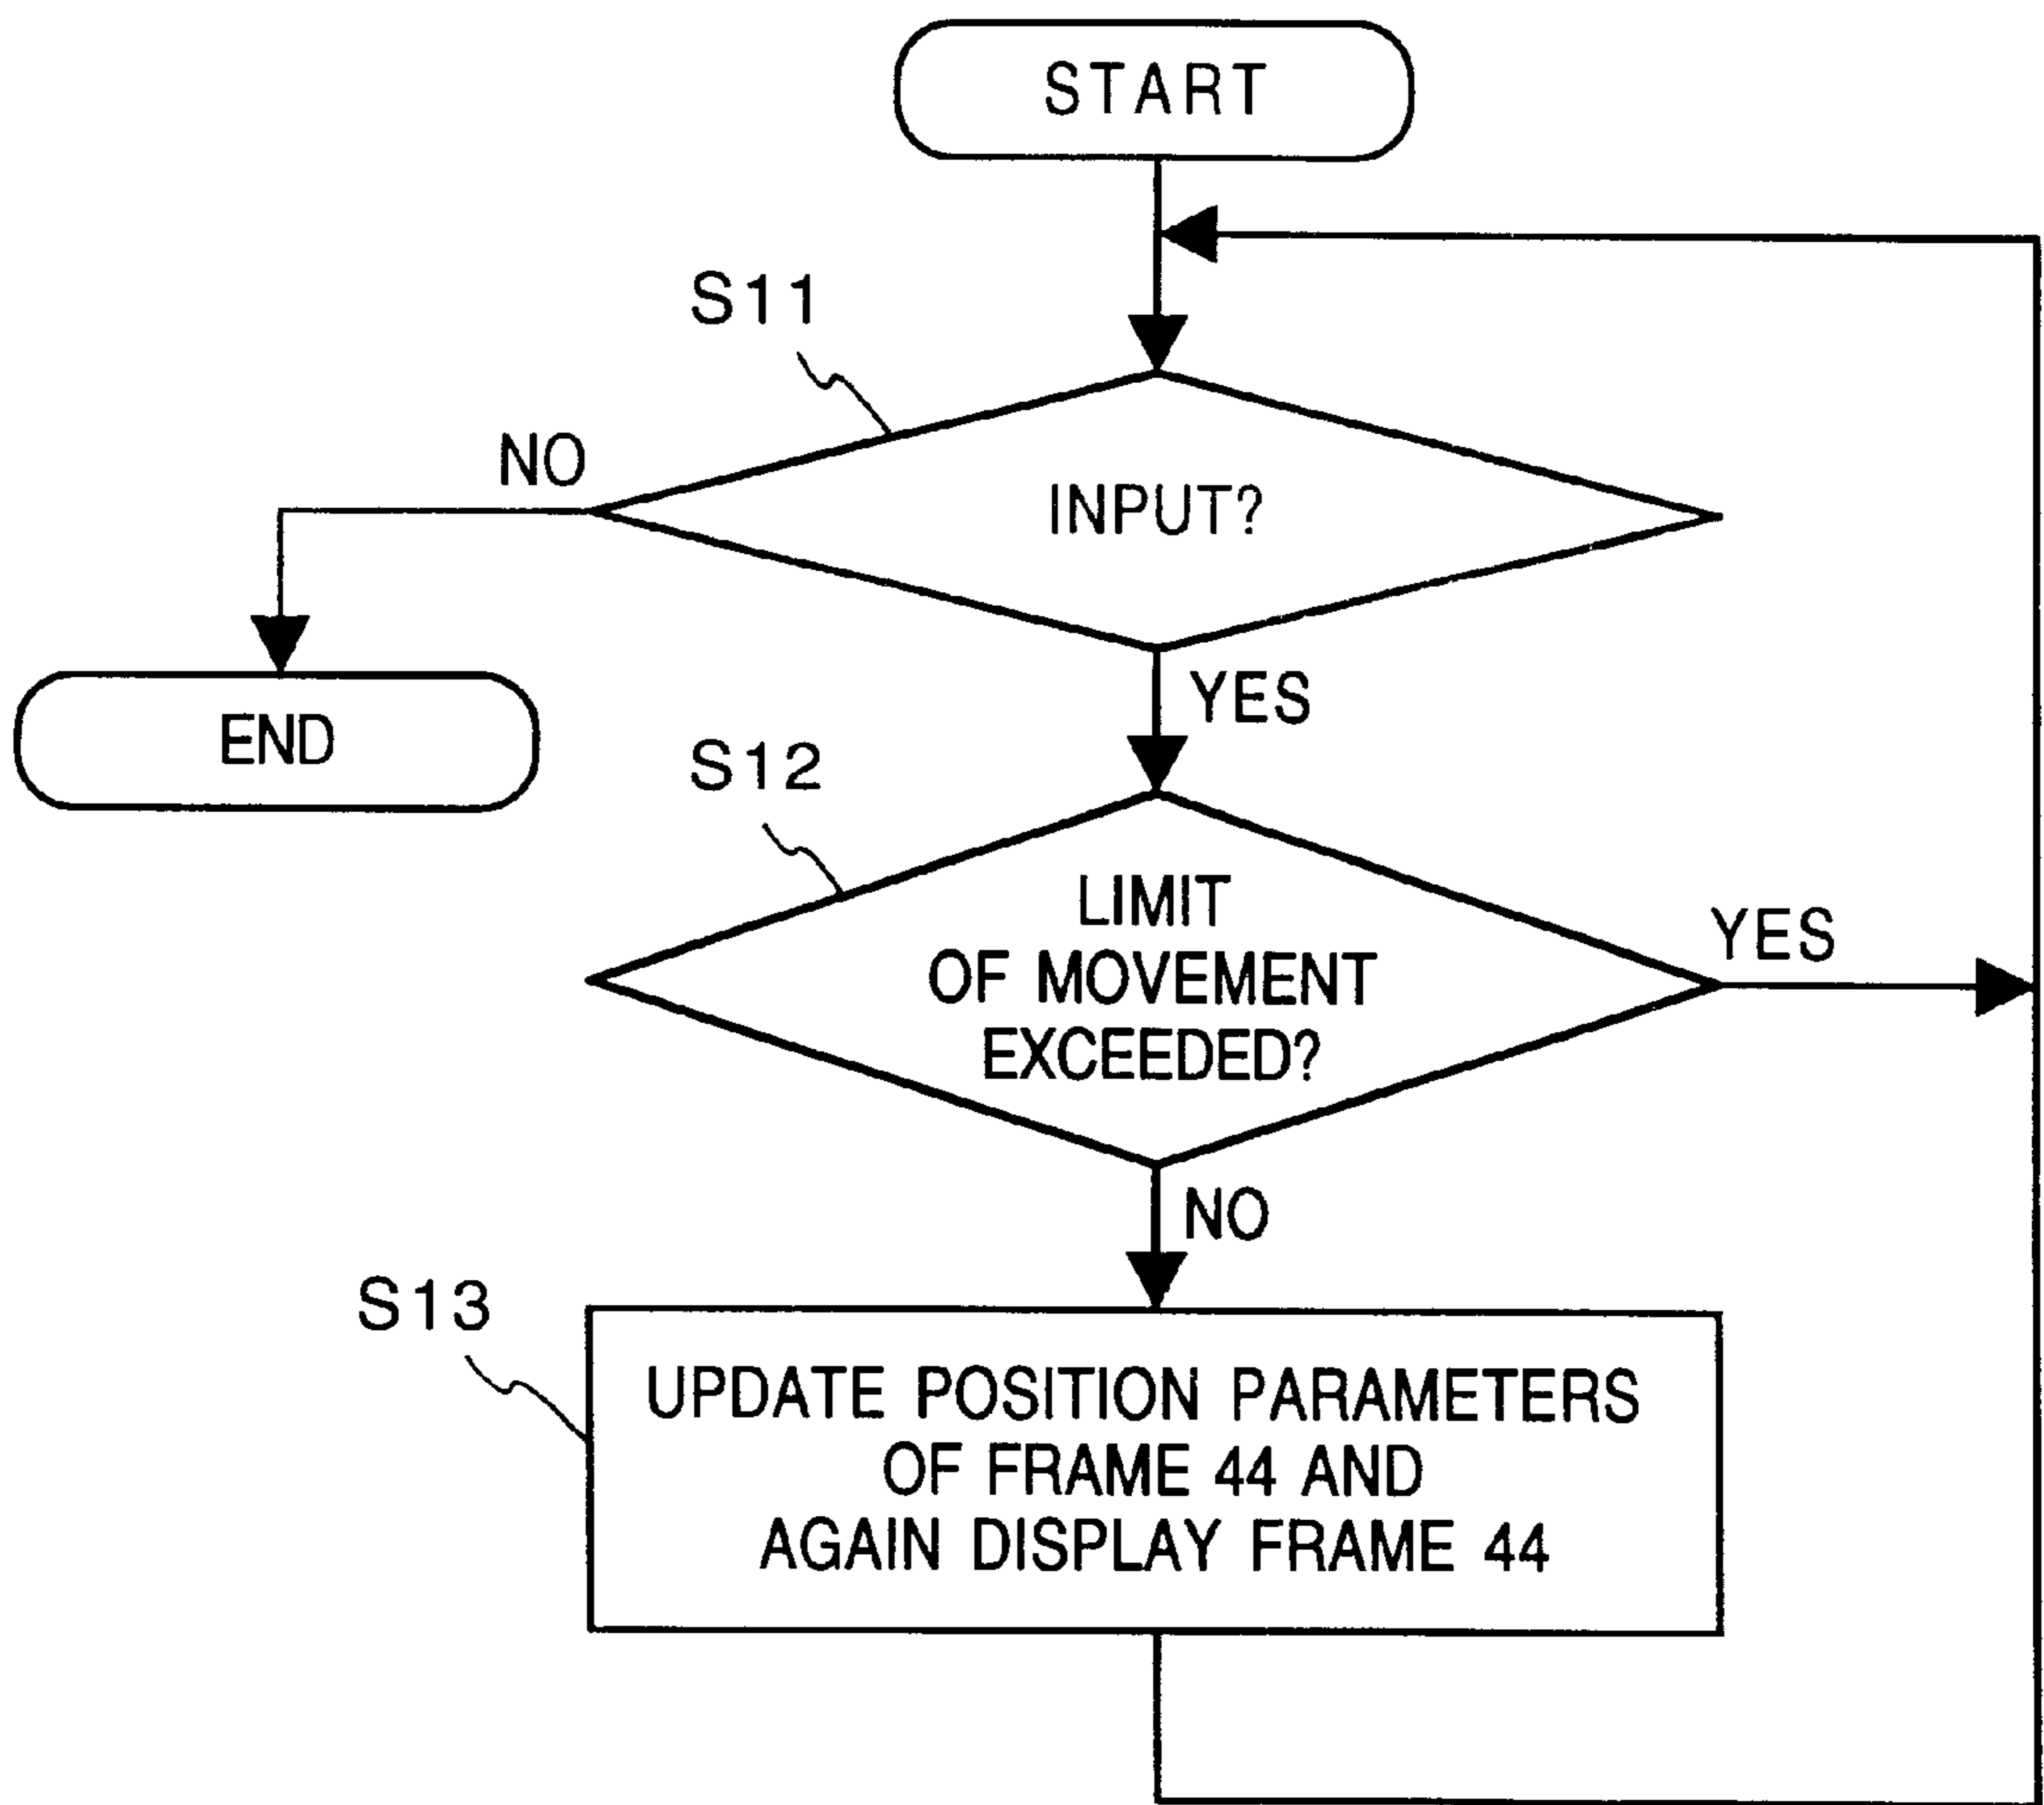 START
S11
NO
INPUT?
YES
END
S12
LIMIT
OF MOVEMENT
EXCEEDED?
YES
NO
S13
UPDATE POSITION PARAMETERS
OF FRAME 44 AND
AGAIN DISPLAY FRAME 44